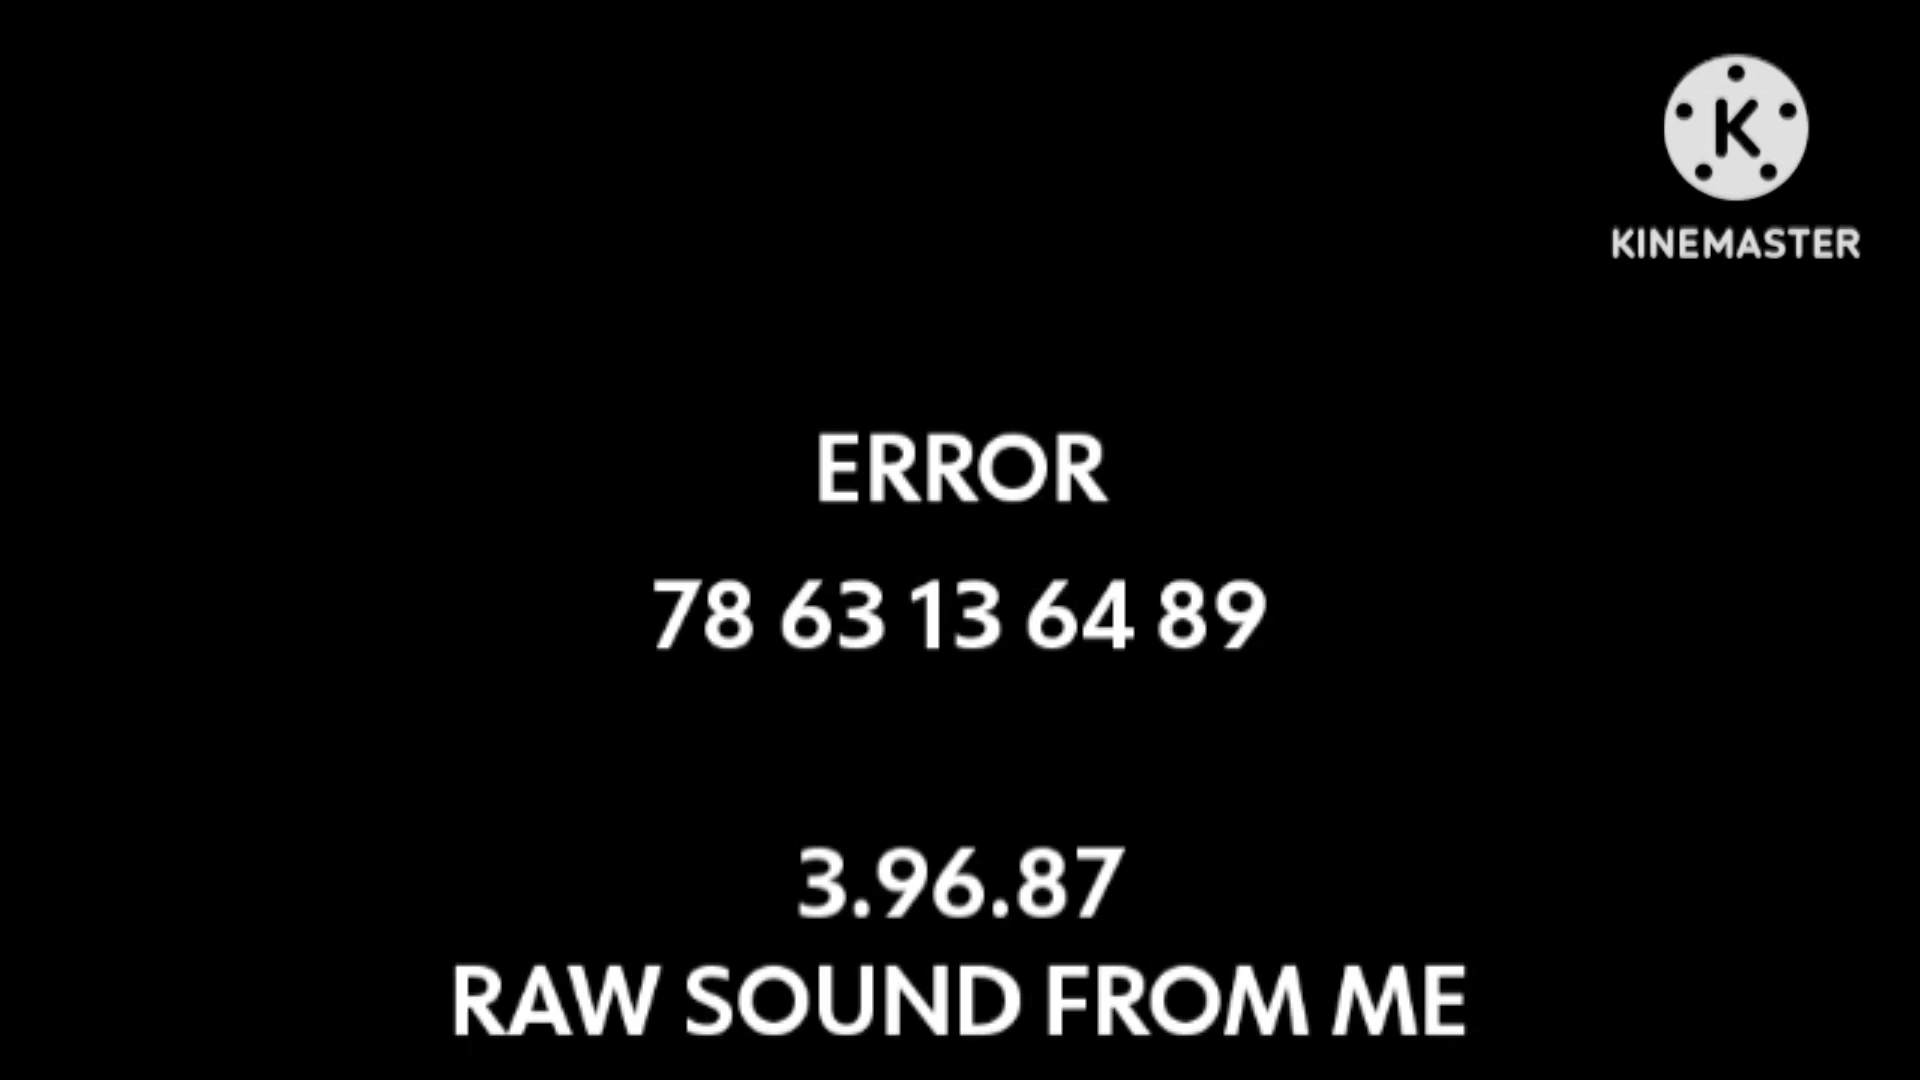 K
KINEMASTER
ERROR
78 63 13 64 89
3.96.87
RAW SOUND FROM ME